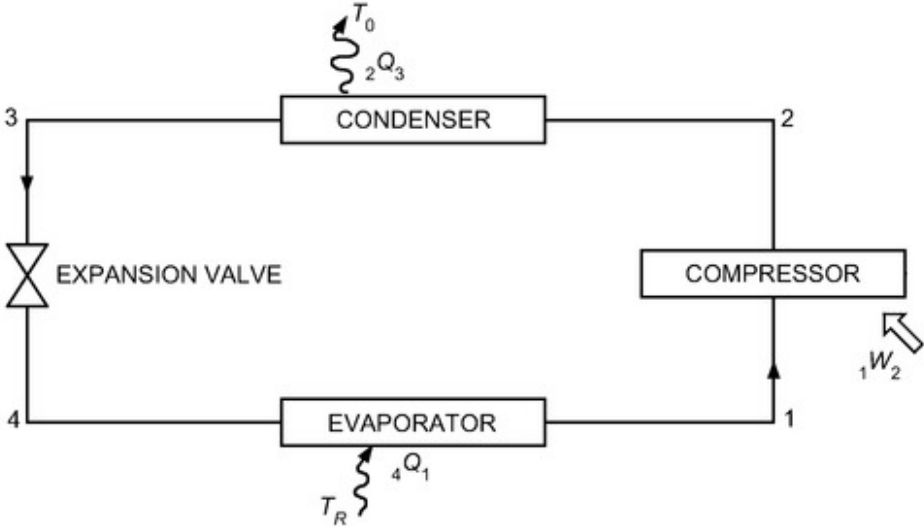 T0
2Q3
3
CONDENSER
2
EXPANSION VALVE
COMPRESSOR
1W2
4
EVAPORATOR
1
4Q1
TR